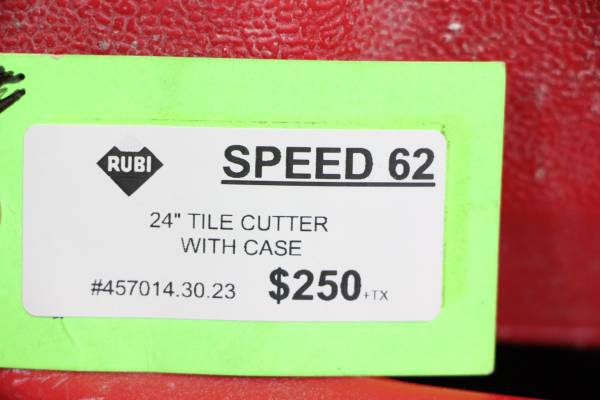 RUBI
SPEED 62
24" TILE CUTTER
WITH CASE
#457014.30.23 $250+TX